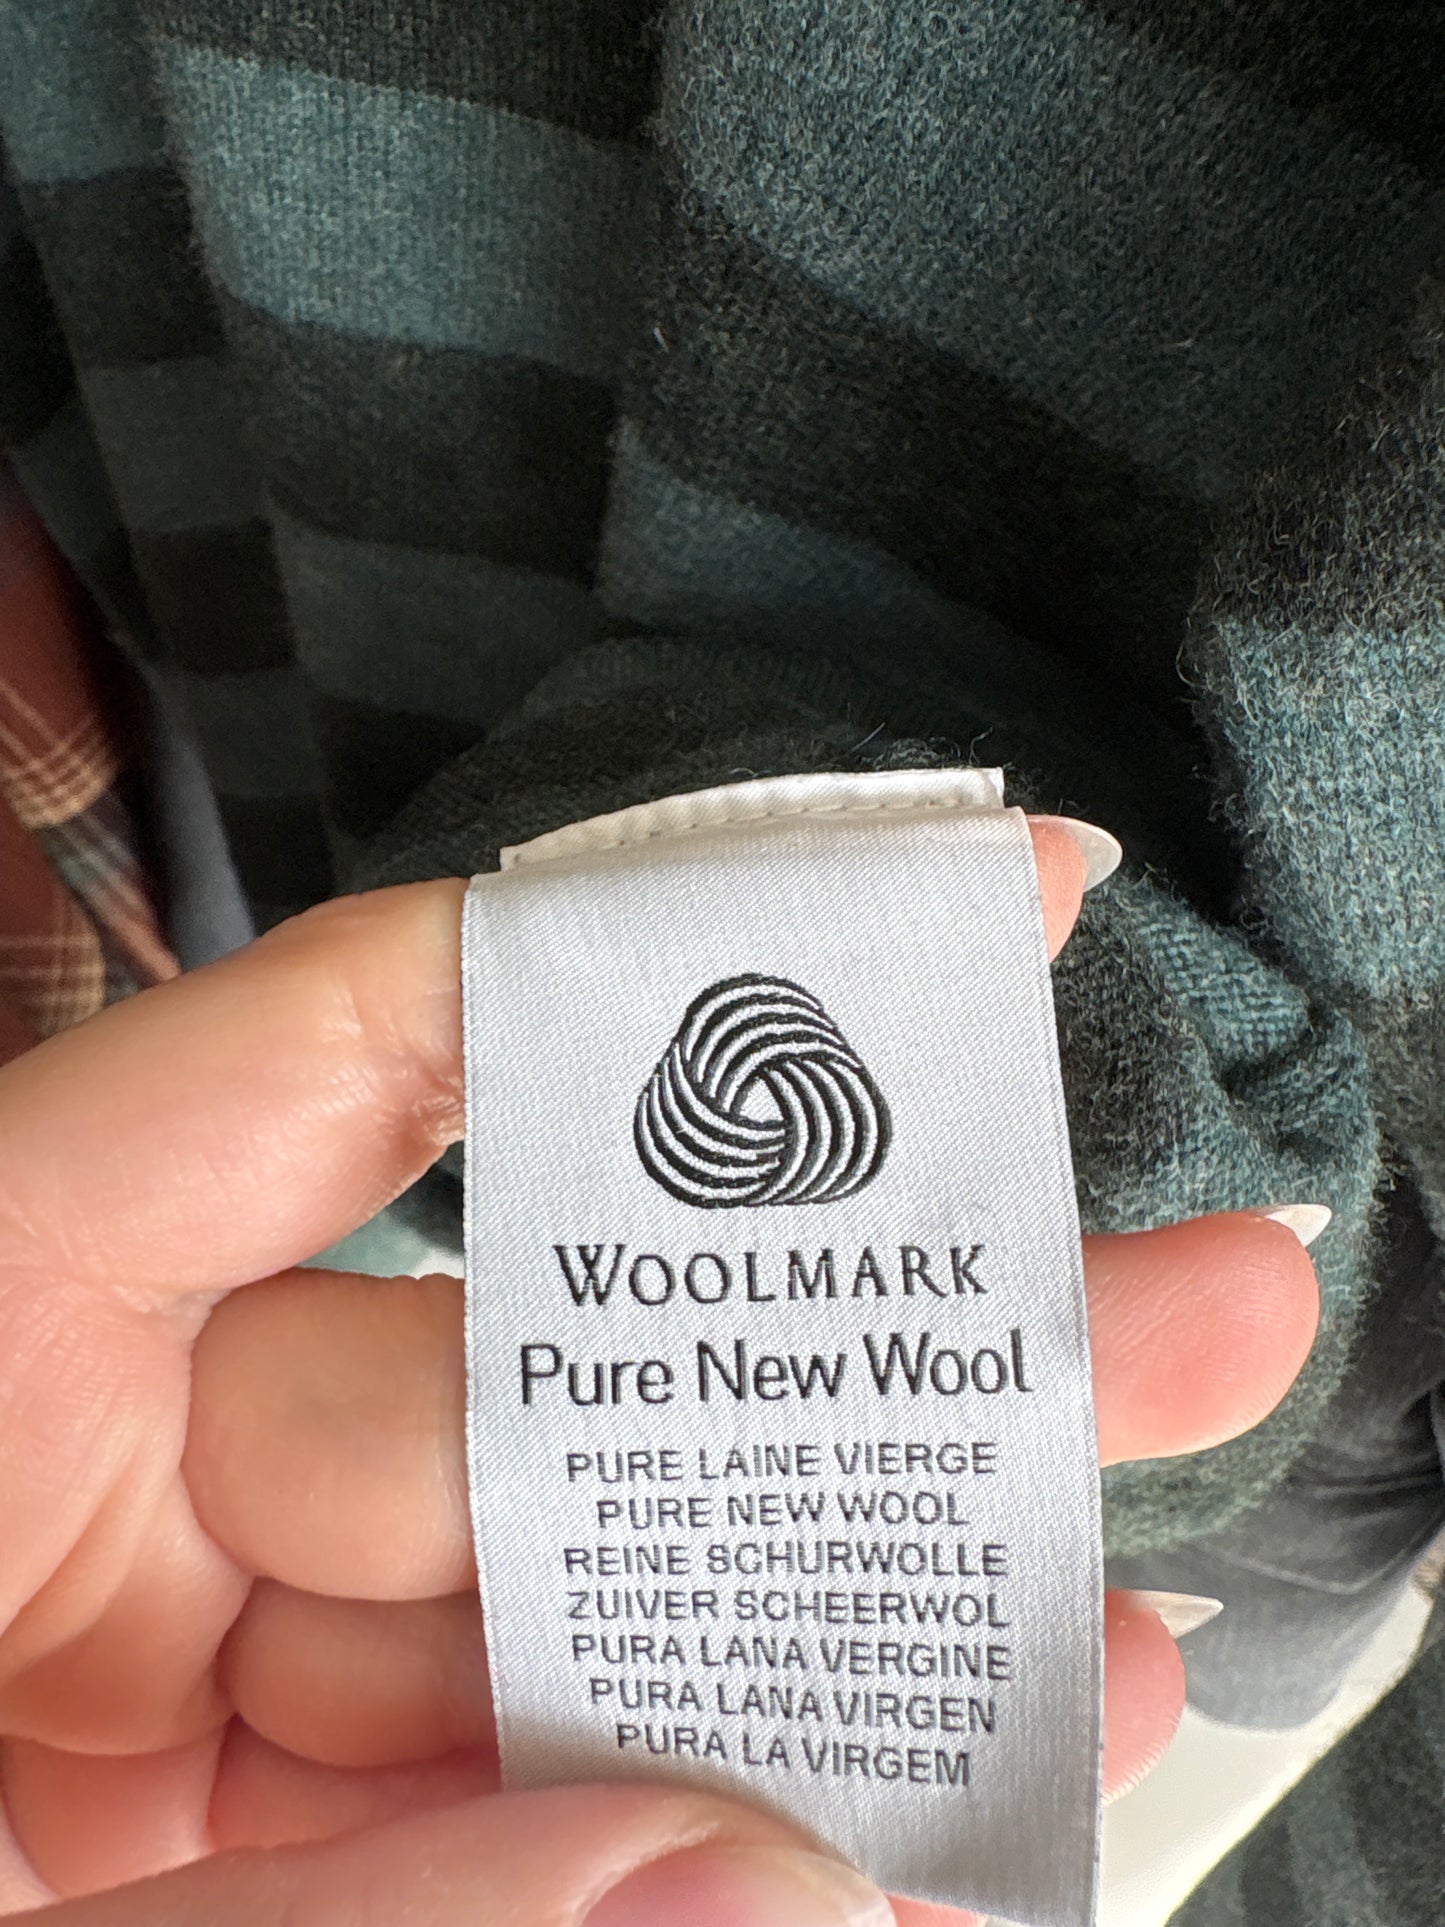 WOOLMARK
Pure New Wool
PURE LAINE VIERGE
PURE NEW WOOL
REINE SCHURWOLLE
ZUIVER SCHEERWOL
PURA LANA VERGINE
PURA LANA VIRGEN
PURA LA VIRGEM